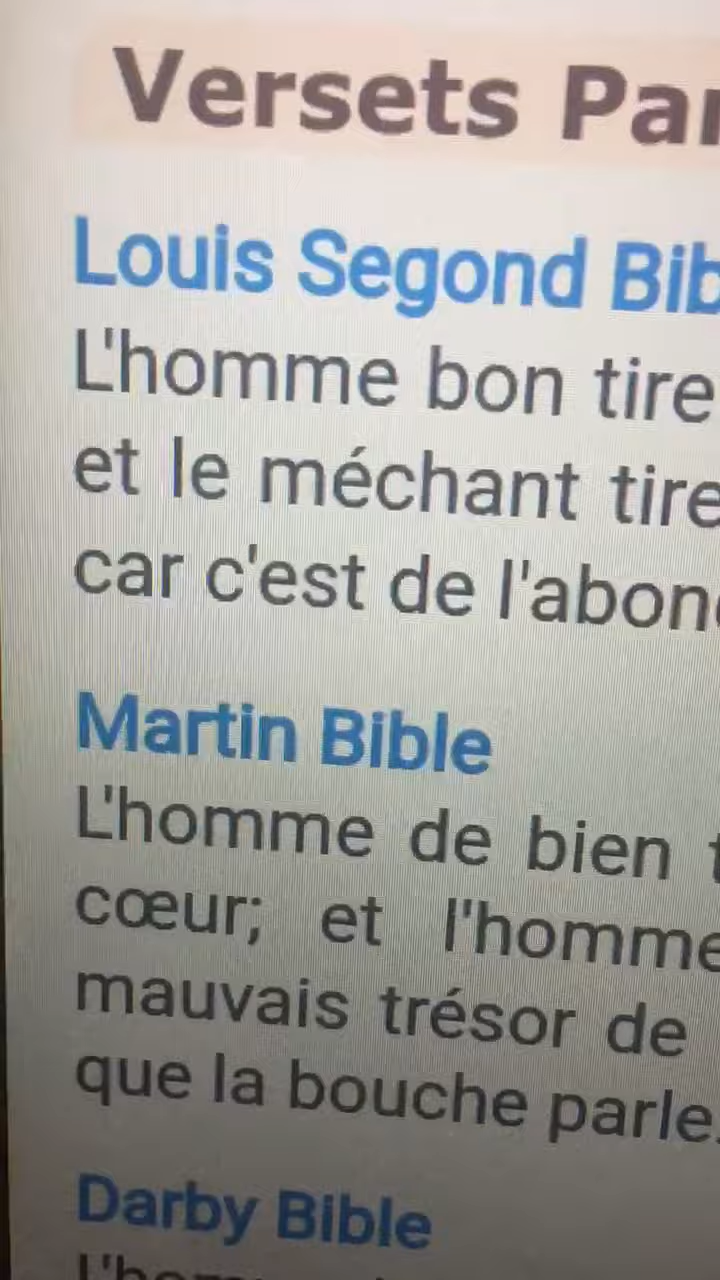 Versets Par
Louis Segond Bib
L'homme bon tire
et le méchant tire
car c'est de l'abon
Martin Bible
L'homme de bien
cœur; et l'homme
mauvais trésor de
que la bouche parle.
Darby Bible